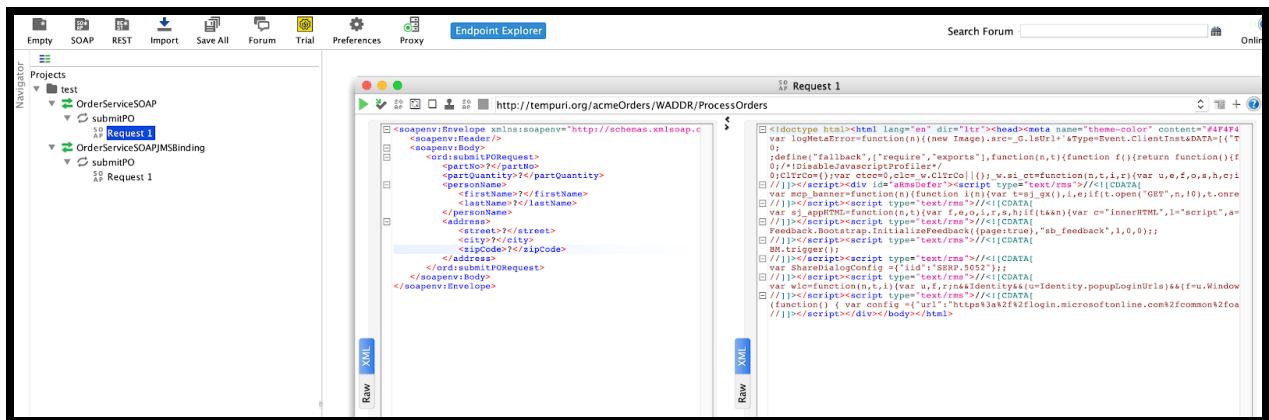 Empty SOAP REST Import Save All Forum Trial Preferences Proxy
Endpoint Explorer
Search Forum
Onlin
Navigator
Projects
test
OrderServiceSOAP
submitPO
Request 1
OrderServiceSOAPJMSBinding
submitPO
Request 1
Request 1
http://tempuri.org/acmeOrders/WADDR/ProcessOrders
XML
Raw
<soapenv:Envelope xmlns:soapenv="http://schemas.xmlsoap.c
<soapenv:Header/>
<soapenv:Body>
<ord:submitPORequest>
<partNo>?</partNo>
<partQuantity>?</partQuantity>
<personName>
<firstName>?</firstName>
<lastName>?</lastName>
</personName>
<address>
<street>?</street>
<city>?</city>
<zipCode>?</zipCode>
</address>
</ord:submitPORequest>
</soapenv:Body>
</soapenv:Envelope>
XML
Raw
<!doctype html><html lang="en" dir="ltr"><head><meta name="theme-color" content="#4F4F4
var logMetaError=function(n){(new Image).src=_G.lsUrl+'&Type=Event.ClientInst&DATA=[{"T
0;
;define("fallback",["require","exports"],function(n,t){function f(){return function(){f
0;/*!DisableJavascriptProfiler*/
0;ClTrCo={};var ctcc=0,clc=_w.ClTrCo||{};_w.si_ct=function(n,t,i,r){var u,e,f,o,s,h,c;i
//]]></script><div id="aRmsDefer"><script type="text/rms">//<![CDATA[
var mcp_banner=function(n){function i(n){var t=sj_gx(),i,e;if(t.open("GET",n,!0),t.onre
//]]></script><script type="text/rms">//<![CDATA[
var sj_appHTML=function(n,t){var f,e,o,i,r,s,h;if(t&&n){var c="innerHTML",l="script",a=
//]]></script><script type="text/rms">//<![CDATA[
Feedback.Bootstrap.InitializeFeedback({page:true},"sb_feedback",1,0,0);;
//]]></script><script type="text/rms">//<![CDATA[
BM.trigger();
//]]></script><script type="text/rms">//<![CDATA[
var ShareDialogConfig ={"iid":"SERP.5052"};;
//]]></script><script type="text/rms">//<![CDATA[
var wlc=function(n,t,i){var u,f,r;n&&Identity&&(u=Identity.popupLoginUrls)&&(f=u.Window
//]]></script><script type="text/rms">//<![CDATA[
(function() { var config ={"url":"https%3a%2f%2flogin.microsoftonline.com%2fcommon%2foa
//]]></script></div></body></html>